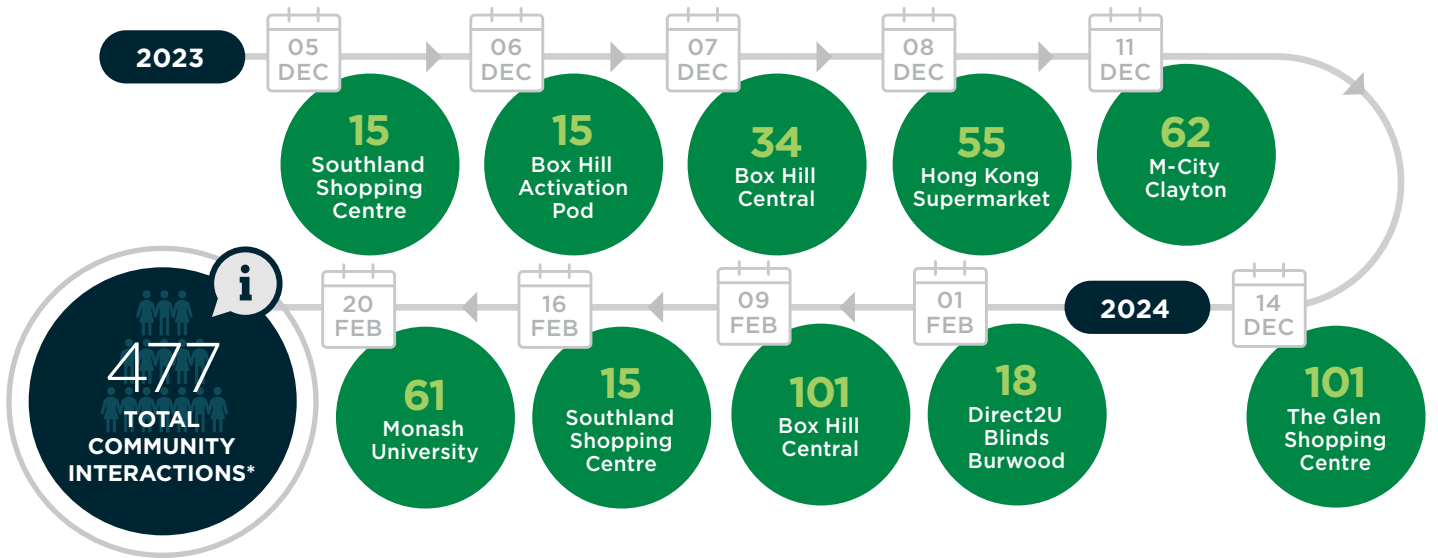 2023
05
DEC
15
Southland
Shopping
Centre
06
DEC
15
Box Hill
Activation
Pod
07
DEC
34
Box Hill
Central
08
DEC
55
Hong Kong
Supermarket
11
DEC
62
M-City
Clayton
14
DEC
101
The Glen
Shopping
Centre
2024
01
FEB
18
Direct2U
Blinds
Burwood
09
FEB
101
Box Hill
Central
16
FEB
15
Southland
Shopping
Centre
20
FEB
61
Monash
University
i
477
TOTAL
COMMUNITY
INTERACTIONS*